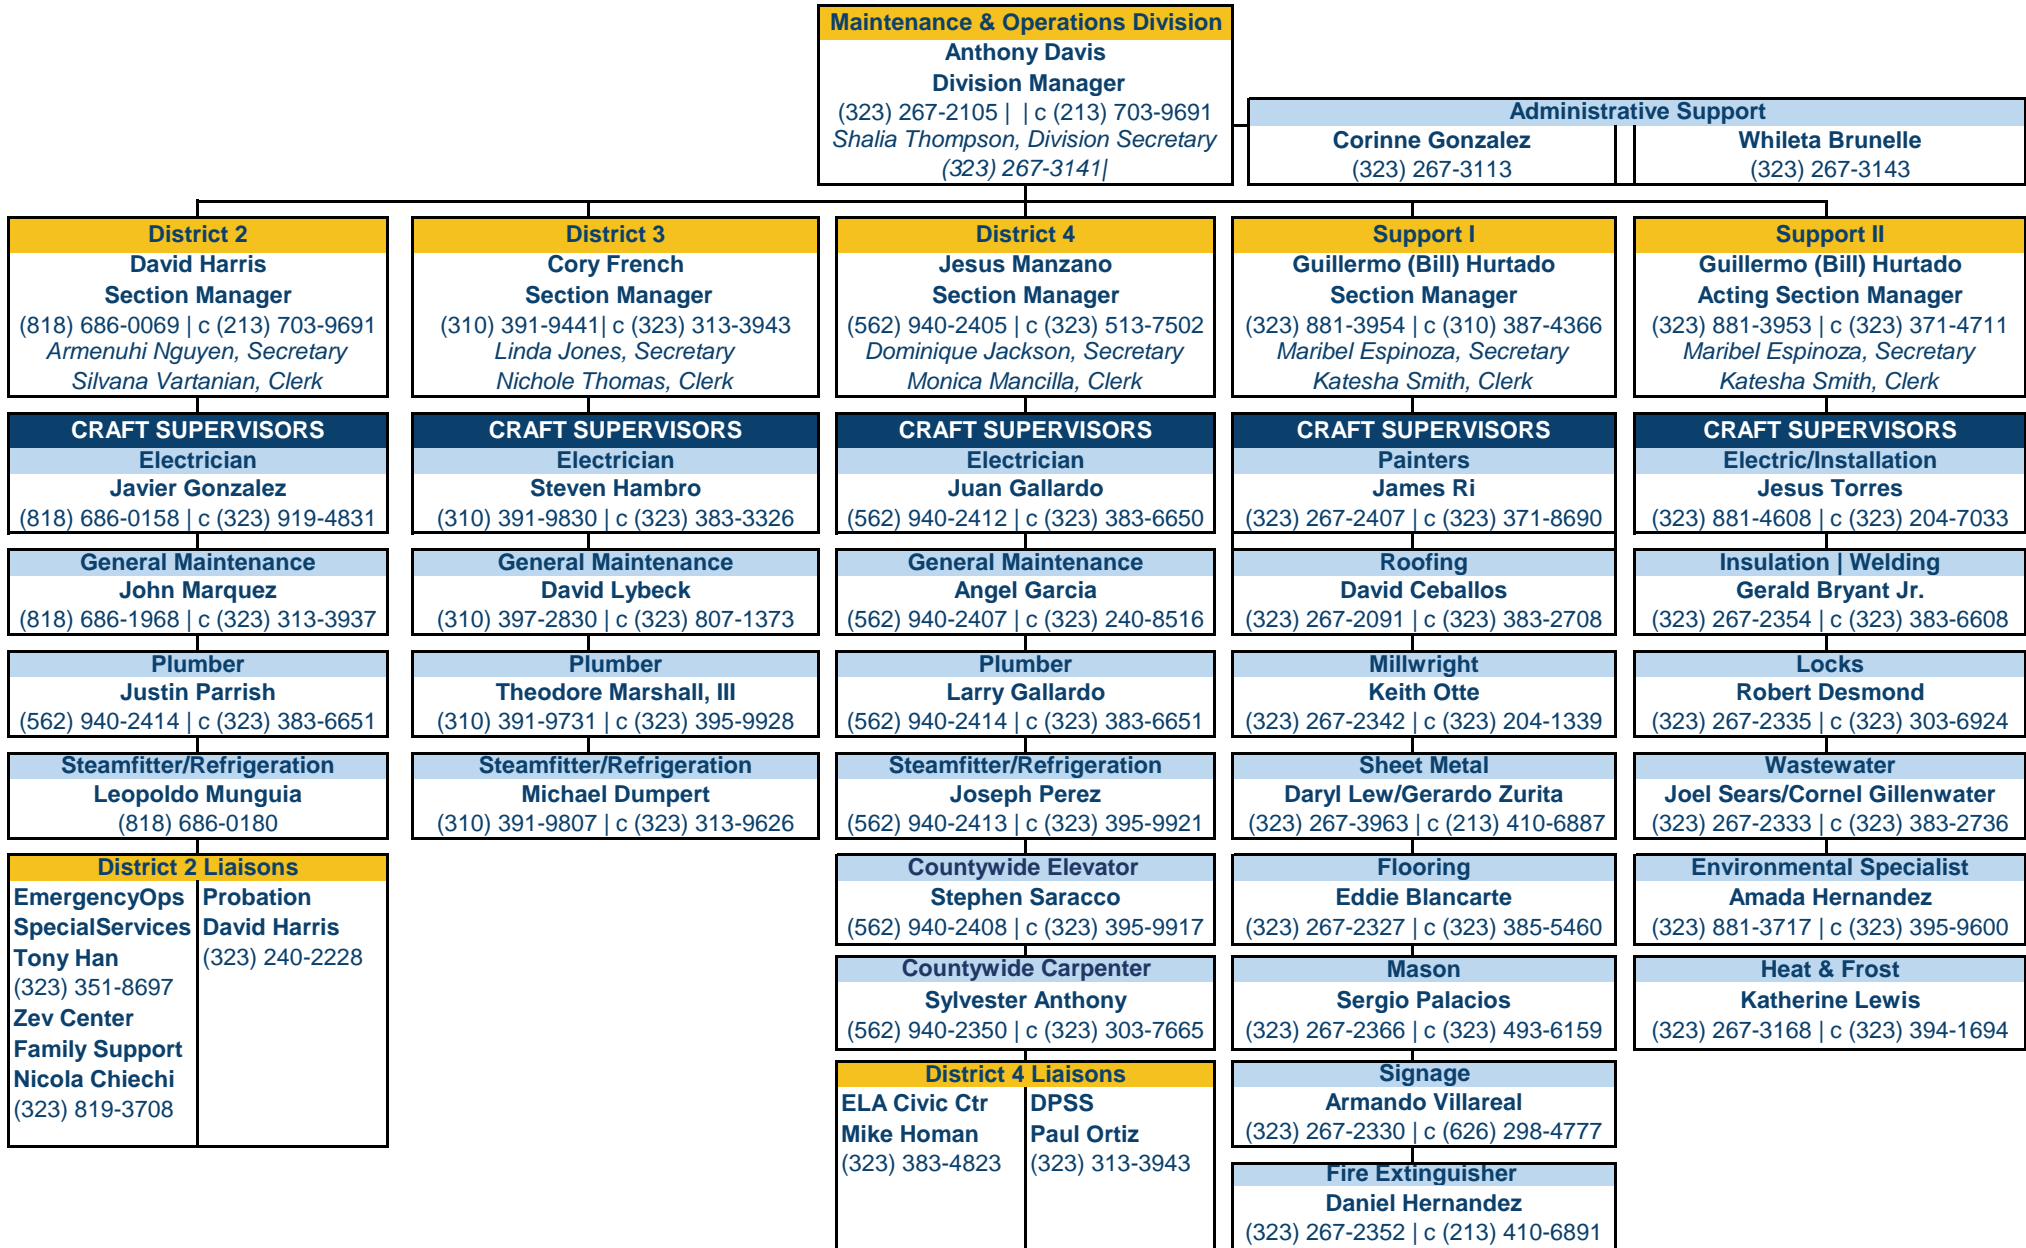 Maintenance & Operations Division
Anthony Davis
Division Manager
(323) 267-2105 | | c (213) 703-9691
Shalia Thompson, Division Secretary
(323) 267-3141|
Administrative Support
Corinne Gonzalez
(323) 267-3113
Whileta Brunelle
(323) 267-3143
District 2
David Harris
Section Manager
(818) 686-0069 | c (213) 703-9691
Armenuhi Nguyen, Secretary
Silvana Vartanian, Clerk
CRAFT SUPERVISORS
Electrician
Javier Gonzalez
(818) 686-0158 | c (323) 919-4831
General Maintenance
John Marquez
(818) 686-1968 | c (323) 313-3937
Plumber
Justin Parrish
(562) 940-2414 | c (323) 383-6651
Steamfitter/Refrigeration
Leopoldo Munguia
(818) 686-0180
District 2 Liaisons
EmergencyOps
SpecialServices
Tony Han
(323) 351-8697
Zev Center
Family Support
Nicola Chiechi
(323) 819-3708
Probation
David Harris
(323) 240-2228
District 3
Cory French
Section Manager
(310) 391-9441| c (323) 313-3943
Linda Jones, Secretary
Nichole Thomas, Clerk
CRAFT SUPERVISORS
Electrician
Steven Hambro
(310) 391-9830 | c (323) 383-3326
General Maintenance
David Lybeck
(310) 397-2830 | c (323) 807-1373
Plumber
Theodore Marshall, III
(310) 391-9731 | c (323) 395-9928
Steamfitter/Refrigeration
Michael Dumpert
(310) 391-9807 | c (323) 313-9626
District 4
Jesus Manzano
Section Manager
(562) 940-2405 | c (323) 513-7502
Dominique Jackson, Secretary
Monica Mancilla, Clerk
CRAFT SUPERVISORS
Electrician
Juan Gallardo
(562) 940-2412 | c (323) 383-6650
General Maintenance
Angel Garcia
(562) 940-2407 | c (323) 240-8516
Plumber
Larry Gallardo
(562) 940-2414 | c (323) 383-6651
Steamfitter/Refrigeration
Joseph Perez
(562) 940-2413 | c (323) 395-9921
Countywide Elevator
Stephen Saracco
(562) 940-2408 | c (323) 395-9917
Countywide Carpenter
Sylvester Anthony
(562) 940-2350 | c (323) 303-7665
District 4 Liaisons
ELA Civic Ctr
Mike Homan
(323) 383-4823
DPSS
Paul Ortiz
(323) 313-3943
Support I
Guillermo (Bill) Hurtado
Section Manager
(323) 881-3954 | c (310) 387-4366
Maribel Espinoza, Secretary
Katesha Smith, Clerk
CRAFT SUPERVISORS
Painters
James Ri
(323) 267-2407 | c (323) 371-8690
Roofing
David Ceballos
(323) 267-2091 | c (323) 383-2708
Millwright
Keith Otte
(323) 267-2342 | c (323) 204-1339
Sheet Metal
Daryl Lew/Gerardo Zurita
(323) 267-3963 | c (213) 410-6887
Flooring
Eddie Blancarte
(323) 267-2327 | c (323) 385-5460
Mason
Sergio Palacios
(323) 267-2366 | c (323) 493-6159
Signage
Armando Villareal
(323) 267-2330 | c (626) 298-4777
Fire Extinguisher
Daniel Hernandez
(323) 267-2352 | c (213) 410-6891
Support II
Guillermo (Bill) Hurtado
Acting Section Manager
(323) 881-3953 | c (323) 371-4711
Maribel Espinoza, Secretary
Katesha Smith, Clerk
CRAFT SUPERVISORS
Electric/Installation
Jesus Torres
(323) 881-4608 | c (323) 204-7033
Insulation | Welding
Gerald Bryant Jr.
(323) 267-2354 | c (323) 383-6608
Locks
Robert Desmond
(323) 267-2335 | c (323) 303-6924
Wastewater
Joel Sears/Cornel Gillenwater
(323) 267-2333 | c (323) 383-2736
Environmental Specialist
Amada Hernandez
(323) 881-3717 | c (323) 395-9600
Heat & Frost
Katherine Lewis
(323) 267-3168 | c (323) 394-1694